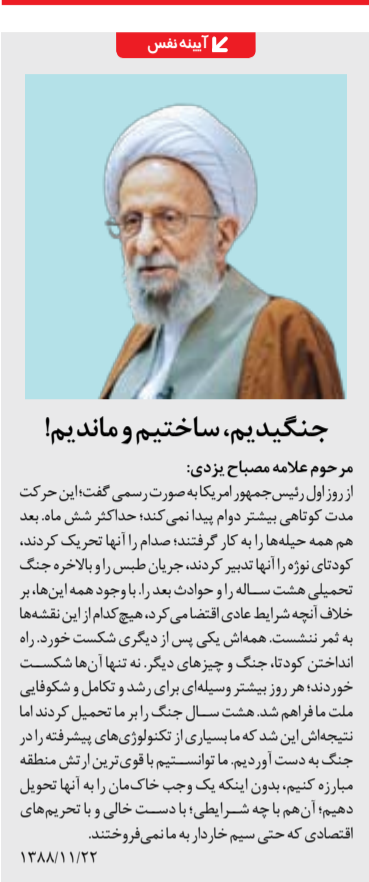 آیینه نفس
جنگیدیم، ساختیم و ماندیم!
مرحوم علامه مصباح یزدی:
از روز اول رئیس‌جمهور امریکا به صورت رسمی گفت؛ این حرکت
مدت کوتاهی بیشتر دوام پیدا نمی‌کند؛ حداکثر شش ماه. بعد
هم همه حیله‌ها را به کار گرفتند؛ صدام را آنها تحریک کردند،
کودتای نوژه را آنها تدبیر کردند، جریان طبس را و بالاخره جنگ
تحمیلی هشت ساله را و حوادث بعد را. با وجود همه این‌ها، بر
خلاف آنچه شرایط عادی اقتضا می‌کرد، هیچ کدام از این نقشه‌ها
به ثمر ننشست. همه‌اش یکی پس از دیگری شکست خورد. راه
انداختن کودتا، جنگ و چیزهای دیگر. نه تنها آن‌ها شکست
خوردند؛ هر روز بیشتر وسیله‌ای برای رشد و تکامل و شکوفایی
ملت ما فراهم شد. هشت سال جنگ را بر ما تحمیل کردند اما
نتیجه‌اش این شد که ما بسیاری از تکنولوژی‌های پیشرفته را در
جنگ به دست آوردیم. ما توانستیم با قوی‌ترین ارتش منطقه
مبارزه کنیم، بدون اینکه یک وجب خاک‌مان را به آنها تحویل
دهیم؛ آن هم با چه شرایطی؛ با دست خالی و با تحریم‌های
اقتصادی که حتی سیم خاردار به ما نمی‌فروختند.
۱۳۸۸/۱۱/۲۲